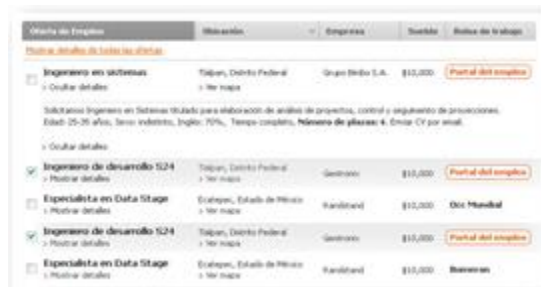 Oferta de Empleo Ubicación Empresa Sueldo Bolsa de trabajo
Mostrar detalles de todas las ofertas
Ingeniero en sistemas Tlalpan, Distrito Federal Grupo Bimbo S.A. $10,000 Portal del empleo
› Ocultar detalles › Ver mapa
Solicitamos Ingeniero en Sistemas titulado para elaboración de análisis de proyectos, control y seguimiento de proyecciones.
Edad: 25-35 años, Sexo: indistinto, Inglés: 70%, Tiempo completo, Número de plazas: 4. Enviar CV por email.
› Ocultar detalles
Ingeniero de desarrollo S24 Tlalpan, Distrito Federal $10,000 Portal del empleo
› Mostrar detalles › Ver mapa
Especialista en Data Stage Ecatepec, Estado de México Randstand $10,000 Occ Mundial
› Mostrar detalles › Ver mapa
Ingeniero de desarrollo S24 Tlalpan, Distrito Federal $10,000 Portal del empleo
› Mostrar detalles › Ver mapa
Especialista en Data Stage Ecatepec, Estado de México Randstand $10,000 Bumeran
› Mostrar detalles › Ver mapa